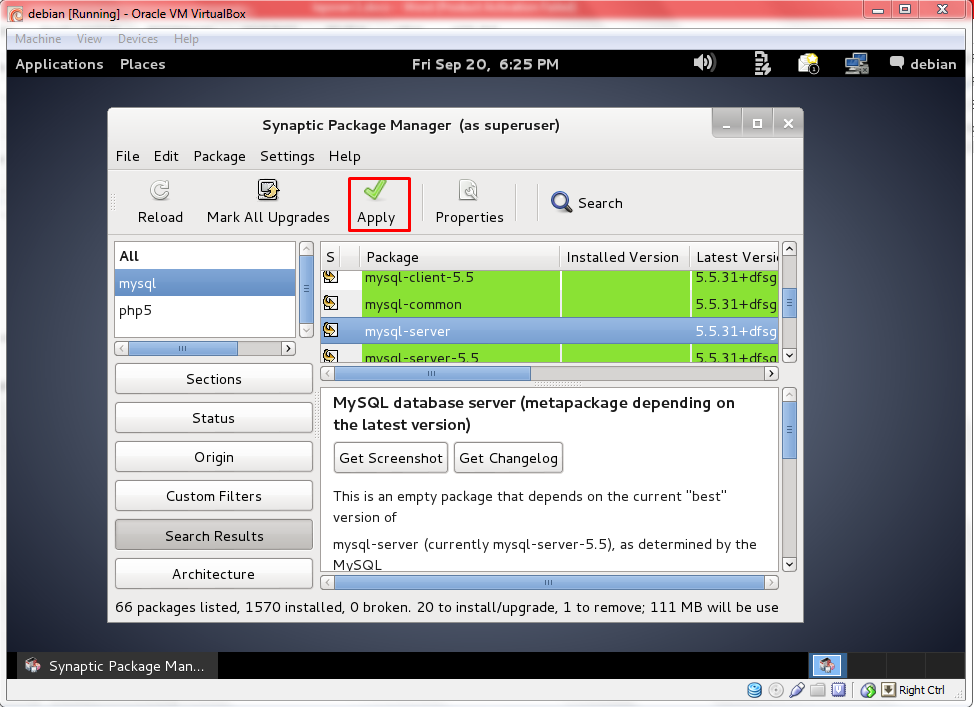 debian [Running] - Oracle VM VirtualBox
Machine View Devices Help
Applications Places Fri Sep 20, 6:25 PM 1 debian
Synaptic Package Manager (as superuser)
File Edit Package Settings Help
Reload Mark All Upgrades Apply Properties Search
All
mysql
php5
S Package Installed Version Latest Versi
mysql-client-5.5 5.5.31+dfsg
mysql-common 5.5.31+dfsg
mysql-server 5.5.31+dfsg
mysql-server-5.5 5.5.31+dfsg
Sections
Status
Origin
Custom Filters
Search Results
Architecture
MySQL database server (metapackage depending on
the latest version)
Get Screenshot Get Changelog
This is an empty package that depends on the current "best"
version of
mysql-server (currently mysql-server-5.5), as determined by the
MySQL
66 packages listed, 1570 installed, 0 broken. 20 to install/upgrade, 1 to remove; 111 MB will be use
Synaptic Package Man...
Right Ctrl